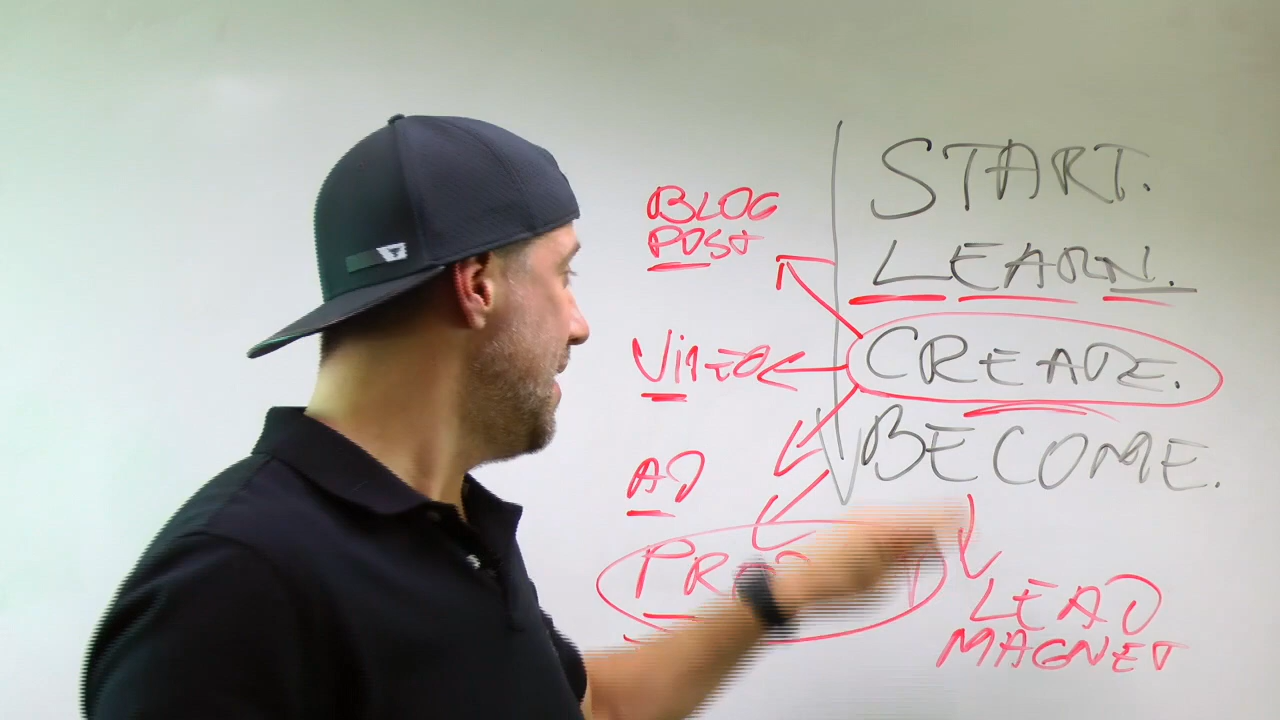 START.
LEARN.
CREATE.
BECOME.
BLOG
POST
VIDEO
AD
LEAD
MAGNET